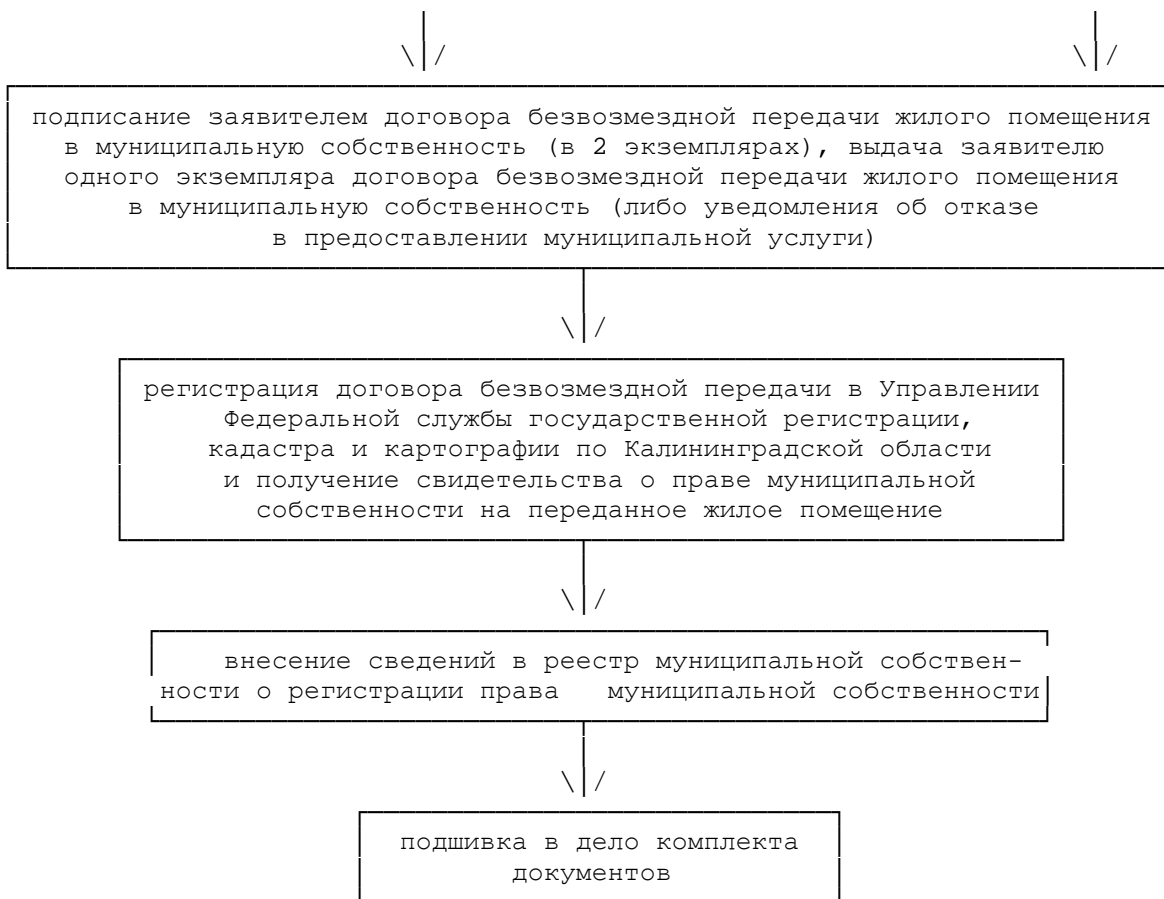 подписание заявителем договора безвозмездной передачи жилого помещения
в муниципальную собственность (в 2 экземплярах), выдача заявителю
одного экземпляра договора безвозмездной передачи жилого помещения
в муниципальную собственность (либо уведомления об отказе
в предоставлении муниципальной услуги)
регистрация договора безвозмездной передачи в Управлении
Федеральной службы государственной регистрации,
кадастра и картографии по Калининградской области
и получение свидетельства о праве муниципальной
собственности на переданное жилое помещение
внесение сведений в реестр муниципальной собствен-
ности о регистрации права муниципальной собственности
подшивка в дело комплекта
документов